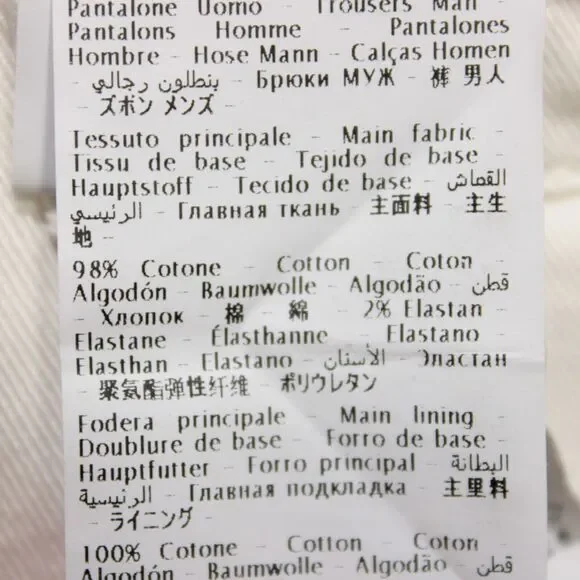 Pantalone Uomo - Trousers Man -
Pantalons Homme - Pantalones
Hombre - Hose Mann - Calças Homen
- بنطلون رجالي - Брюки МУЖ - 裤 男人
- ズボン メンズ -
Tessuto principale - Main fabric -
Tissu de base - Tejido de base -
Hauptstoff - Tecido de base - القماش
الرئيسي - Главная ткань - 主面料 - 主生
地 -
98% Cotone - Cotton - Coton -
Algodón - Baumwolle - Algodão - قطن
- Хлопок - 棉 - 綿 - 2% Elastan -
Elastane - Élasthanne - Elastano -
Elasthan - Elastano - الأستان - Эластан
- 聚氨酯弹性纤维 - ポリウレタン
Fodera principale - Main lining -
Doublure de base - Forro de base -
Hauptfutter - Forro principal - البطانة
الرئيسية - Главная подкладка - 主里料
- ライニング -
100% Cotone - Cotton - Coton
Algodón - Baumwolle - Algodão - قطن